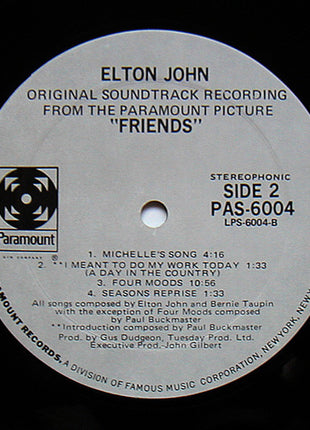 ELTON JOHN
ORIGINAL SOUNDTRACK RECORDING
FROM THE PARAMOUNT PICTURE
"FRIENDS"
Paramount
STEREOPHONIC
SIDE 2
PAS-6004
LPS-6004-B
1. MICHELLE'S SONG 4:16
2. **I MEANT TO DO MY WORK TODAY 1:33
(A DAY IN THE COUNTRY)
3. FOUR MOODS 10:56
4. SEASONS REPRISE 1:33
All songs composed by Elton John and Bernie Taupin
with the exception of Four Moods composed
by Paul Buckmaster
**Introduction composed by Paul Buckmaster
Prod. by Gus Dudgeon, Tuesday Prod. Ltd.
Executive Prod.-John Gilbert
RAMOUNT RECORDS, A DIVISION OF FAMOUS MUSIC CORPORATION, NEW YORK, NEW